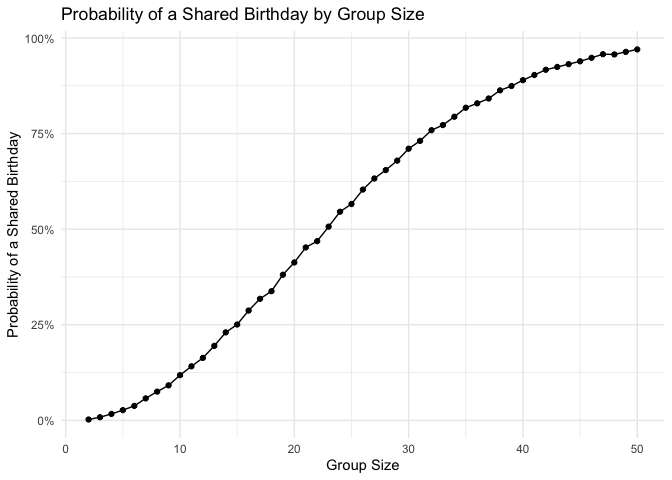 Probability of a Shared Birthday by Group Size
Probability of a Shared Birthday
100%
75%
50%
25%
0%
0 10 20 30 40 50
Group Size